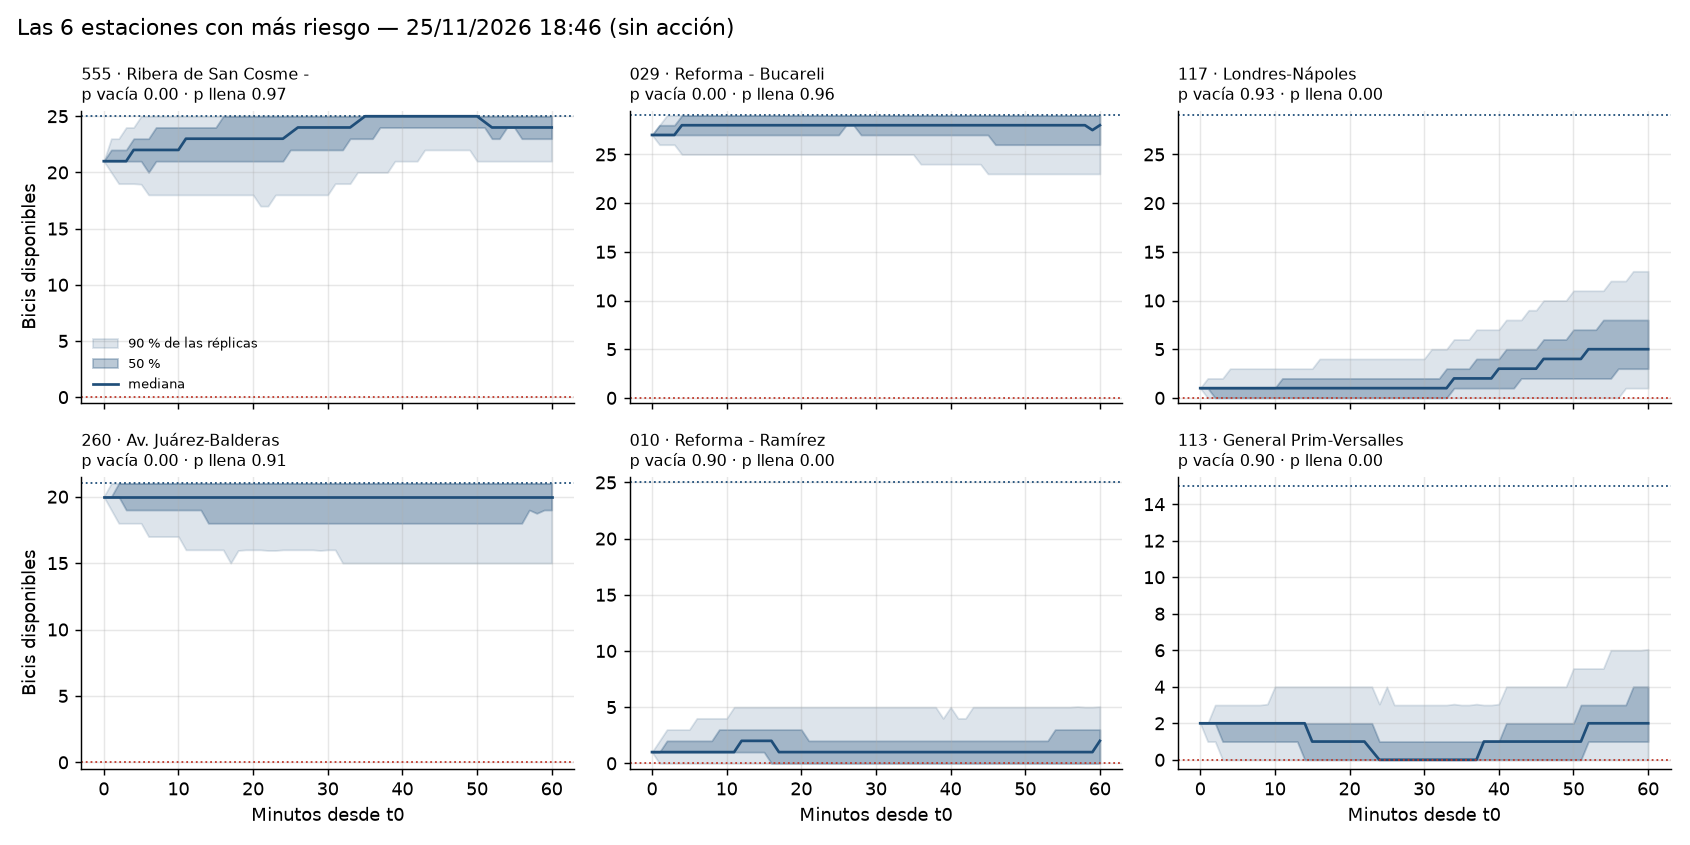 Las 6 estaciones con más riesgo — 25/11/2026 18:46 (sin acción)
555 · Ribera de San Cosme -
p vacía 0.00 · p llena 0.97
25
20
15
10
5
0
Bicis disponibles
90 % de las réplicas
50 %
mediana
029 · Reforma - Bucareli
p vacía 0.00 · p llena 0.96
25
20
15
10
5
0
117 · Londres-Nápoles
p vacía 0.93 · p llena 0.00
25
20
15
10
5
0
260 · Av. Juárez-Balderas
p vacía 0.00 · p llena 0.91
20
15
10
5
0
Bicis disponibles
0 10 20 30 40 50 60
Minutos desde t0
010 · Reforma - Ramírez
p vacía 0.90 · p llena 0.00
25
20
15
10
5
0
0 10 20 30 40 50 60
Minutos desde t0
113 · General Prim-Versalles
p vacía 0.90 · p llena 0.00
14
12
10
8
6
4
2
0
0 10 20 30 40 50 60
Minutos desde t0